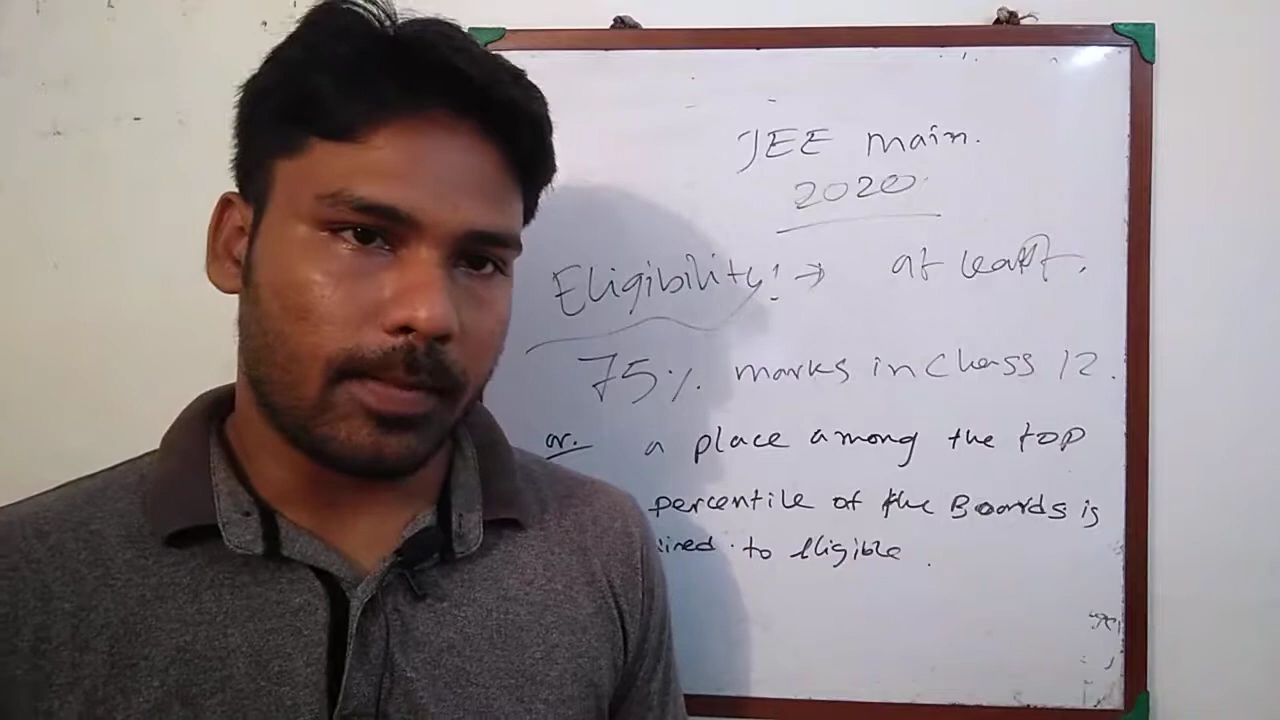 JEE main.
2020
Eligibility:→ at least.
75% marks in Class 12.
or. a place among the top
percentile of the Boards is
ired to eligible.